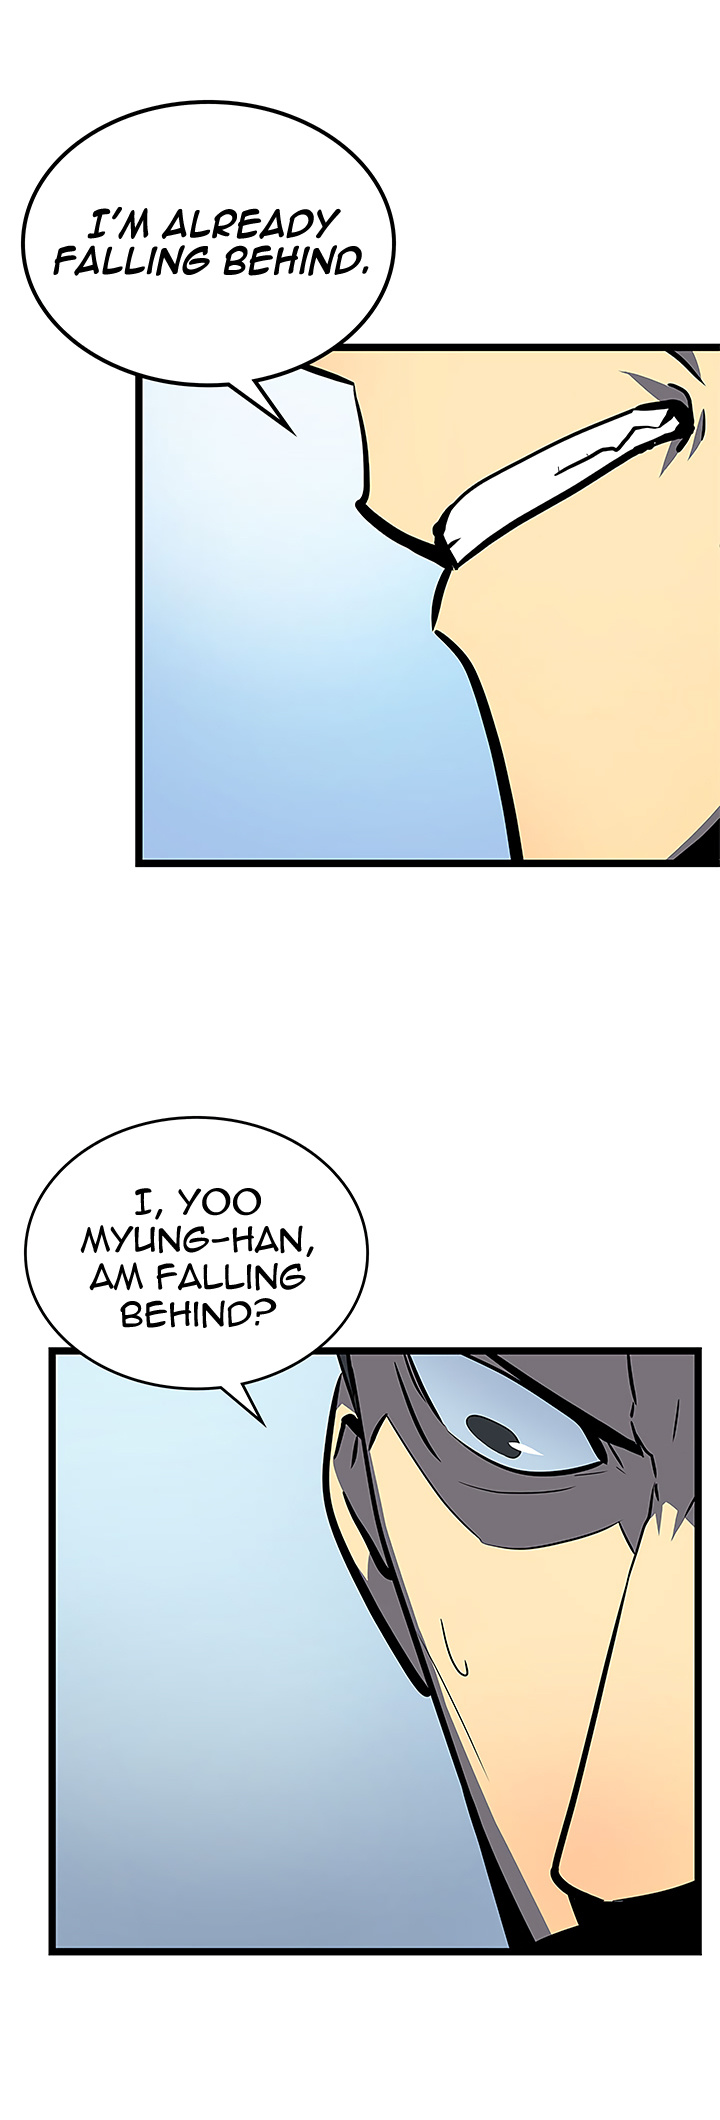 I'M ALREADY
FALLING BEHIND.
I, YOO
MYUNG-HAN,
AM FALLING
BEHIND?